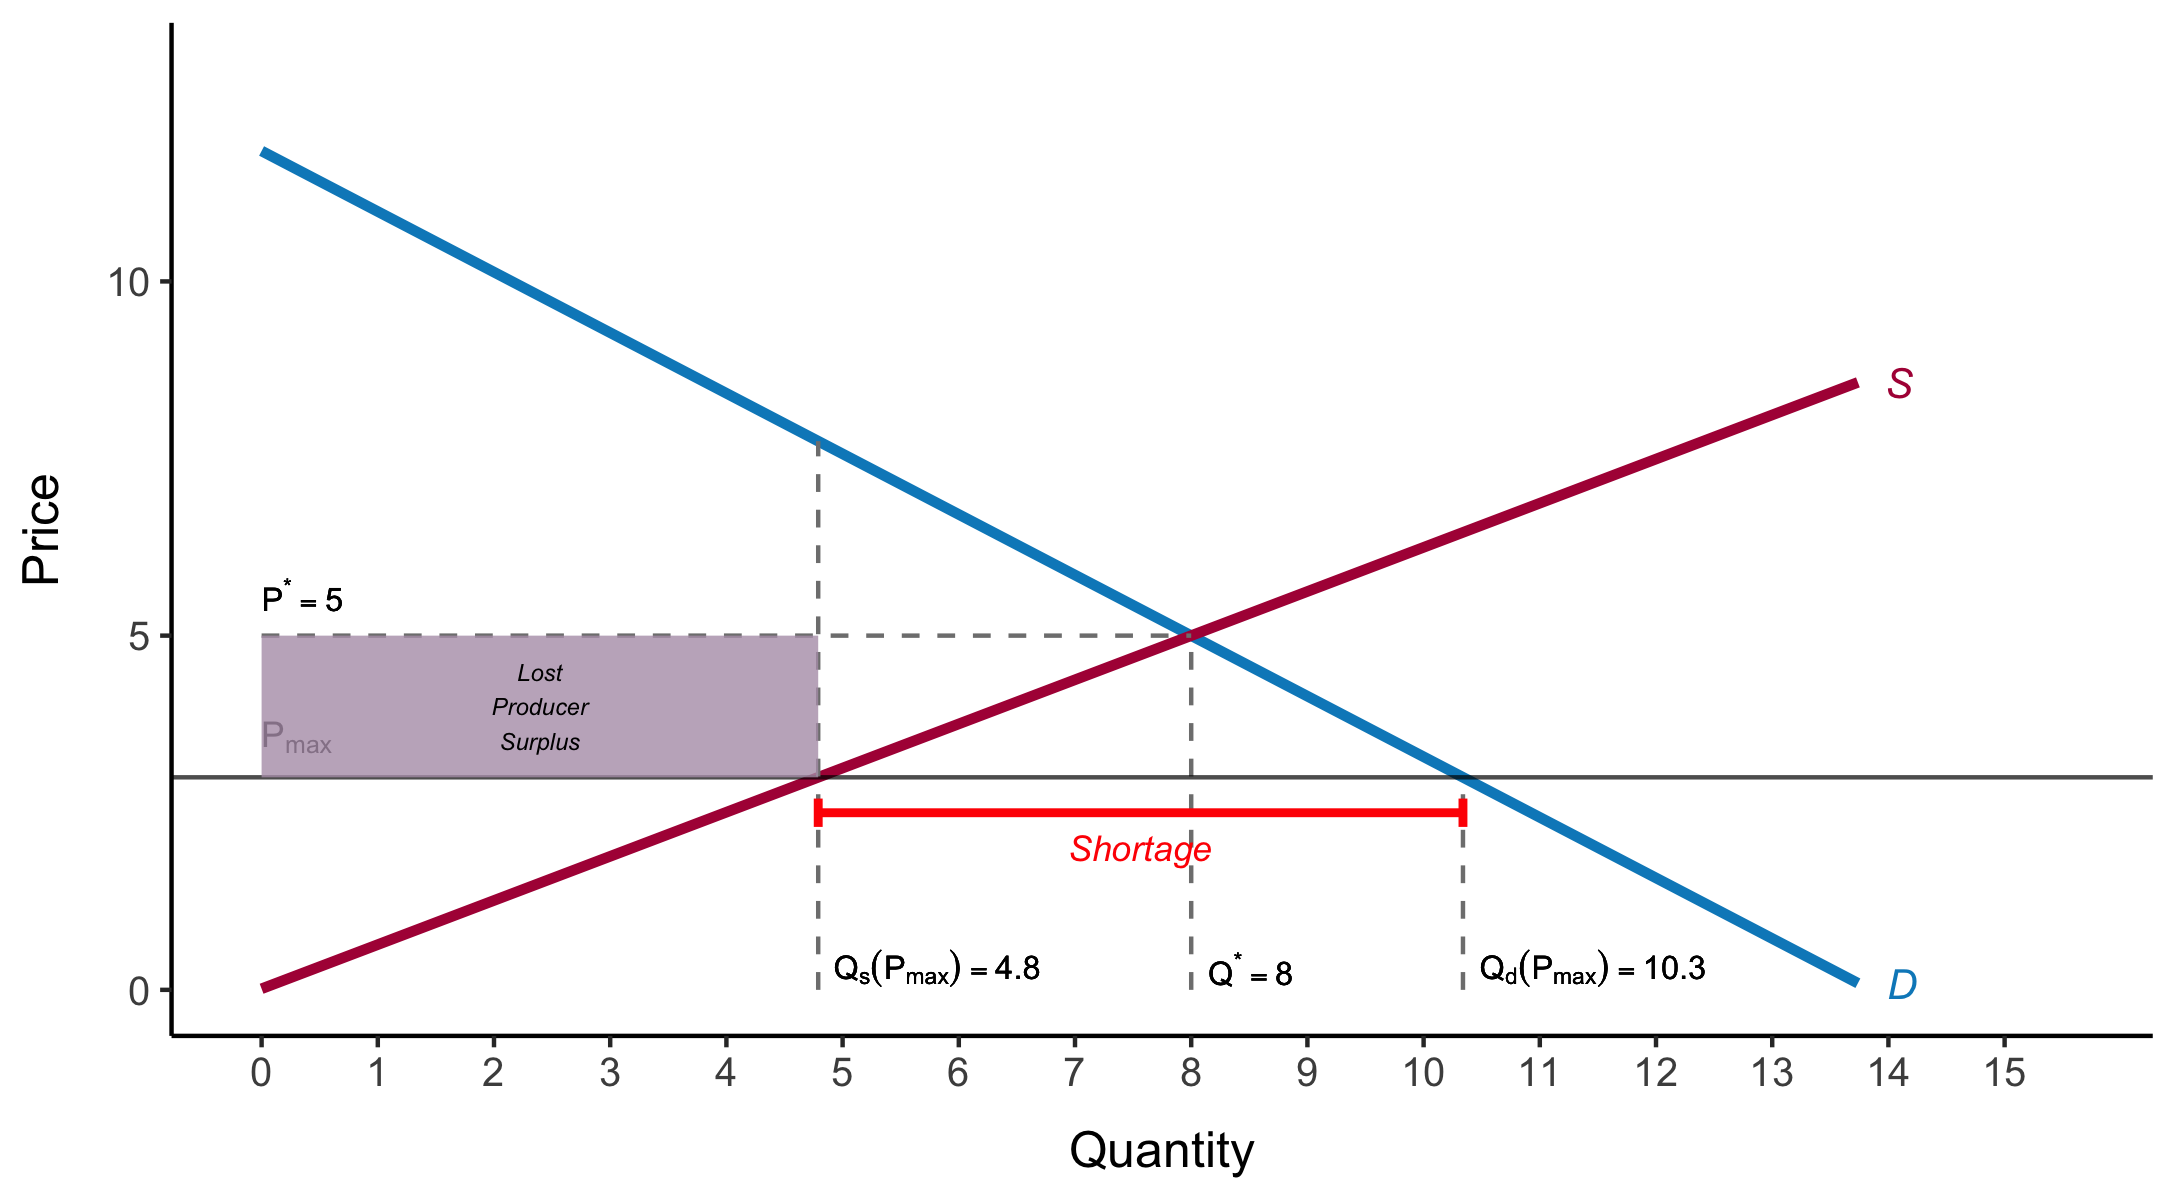 10
S
Price
P* = 5
5
Lost
Producer
Surplus
Pmax
Shortage
Qs(Pmax) = 4.8
Q* = 8
Qd(Pmax) = 10.3
0
D
0 1 2 3 4 5 6 7 8 9 10 11 12 13 14 15
Quantity